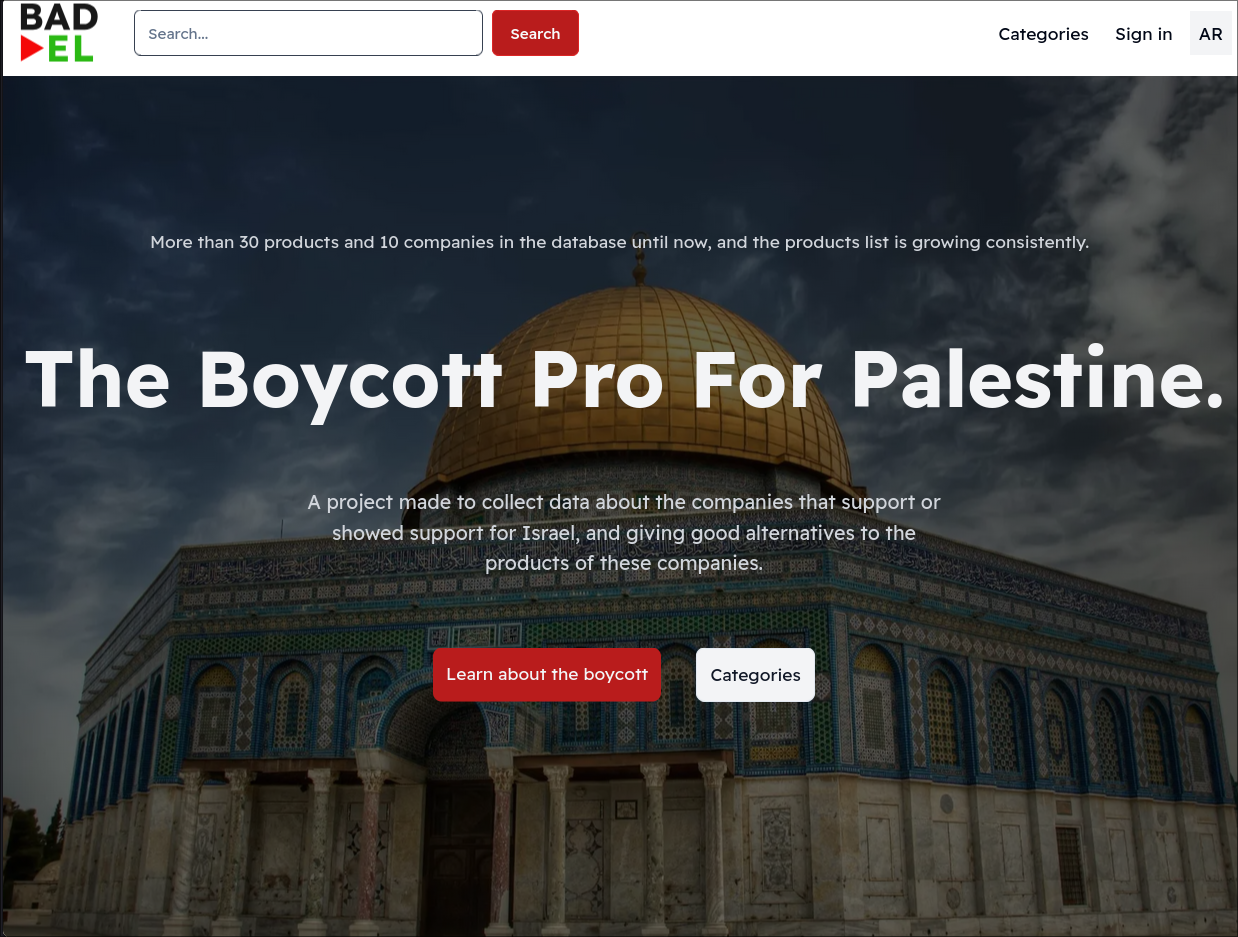 BAD
EL
Search...
Search
Categories
Sign in
AR
More than 30 products and 10 companies in the database until now, and the products list is growing consistently.
The Boycott Pro For Palestine.
A project made to collect data about the companies that support or
showed support for Israel, and giving good alternatives to the
products of these companies.
Learn about the boycott
Categories